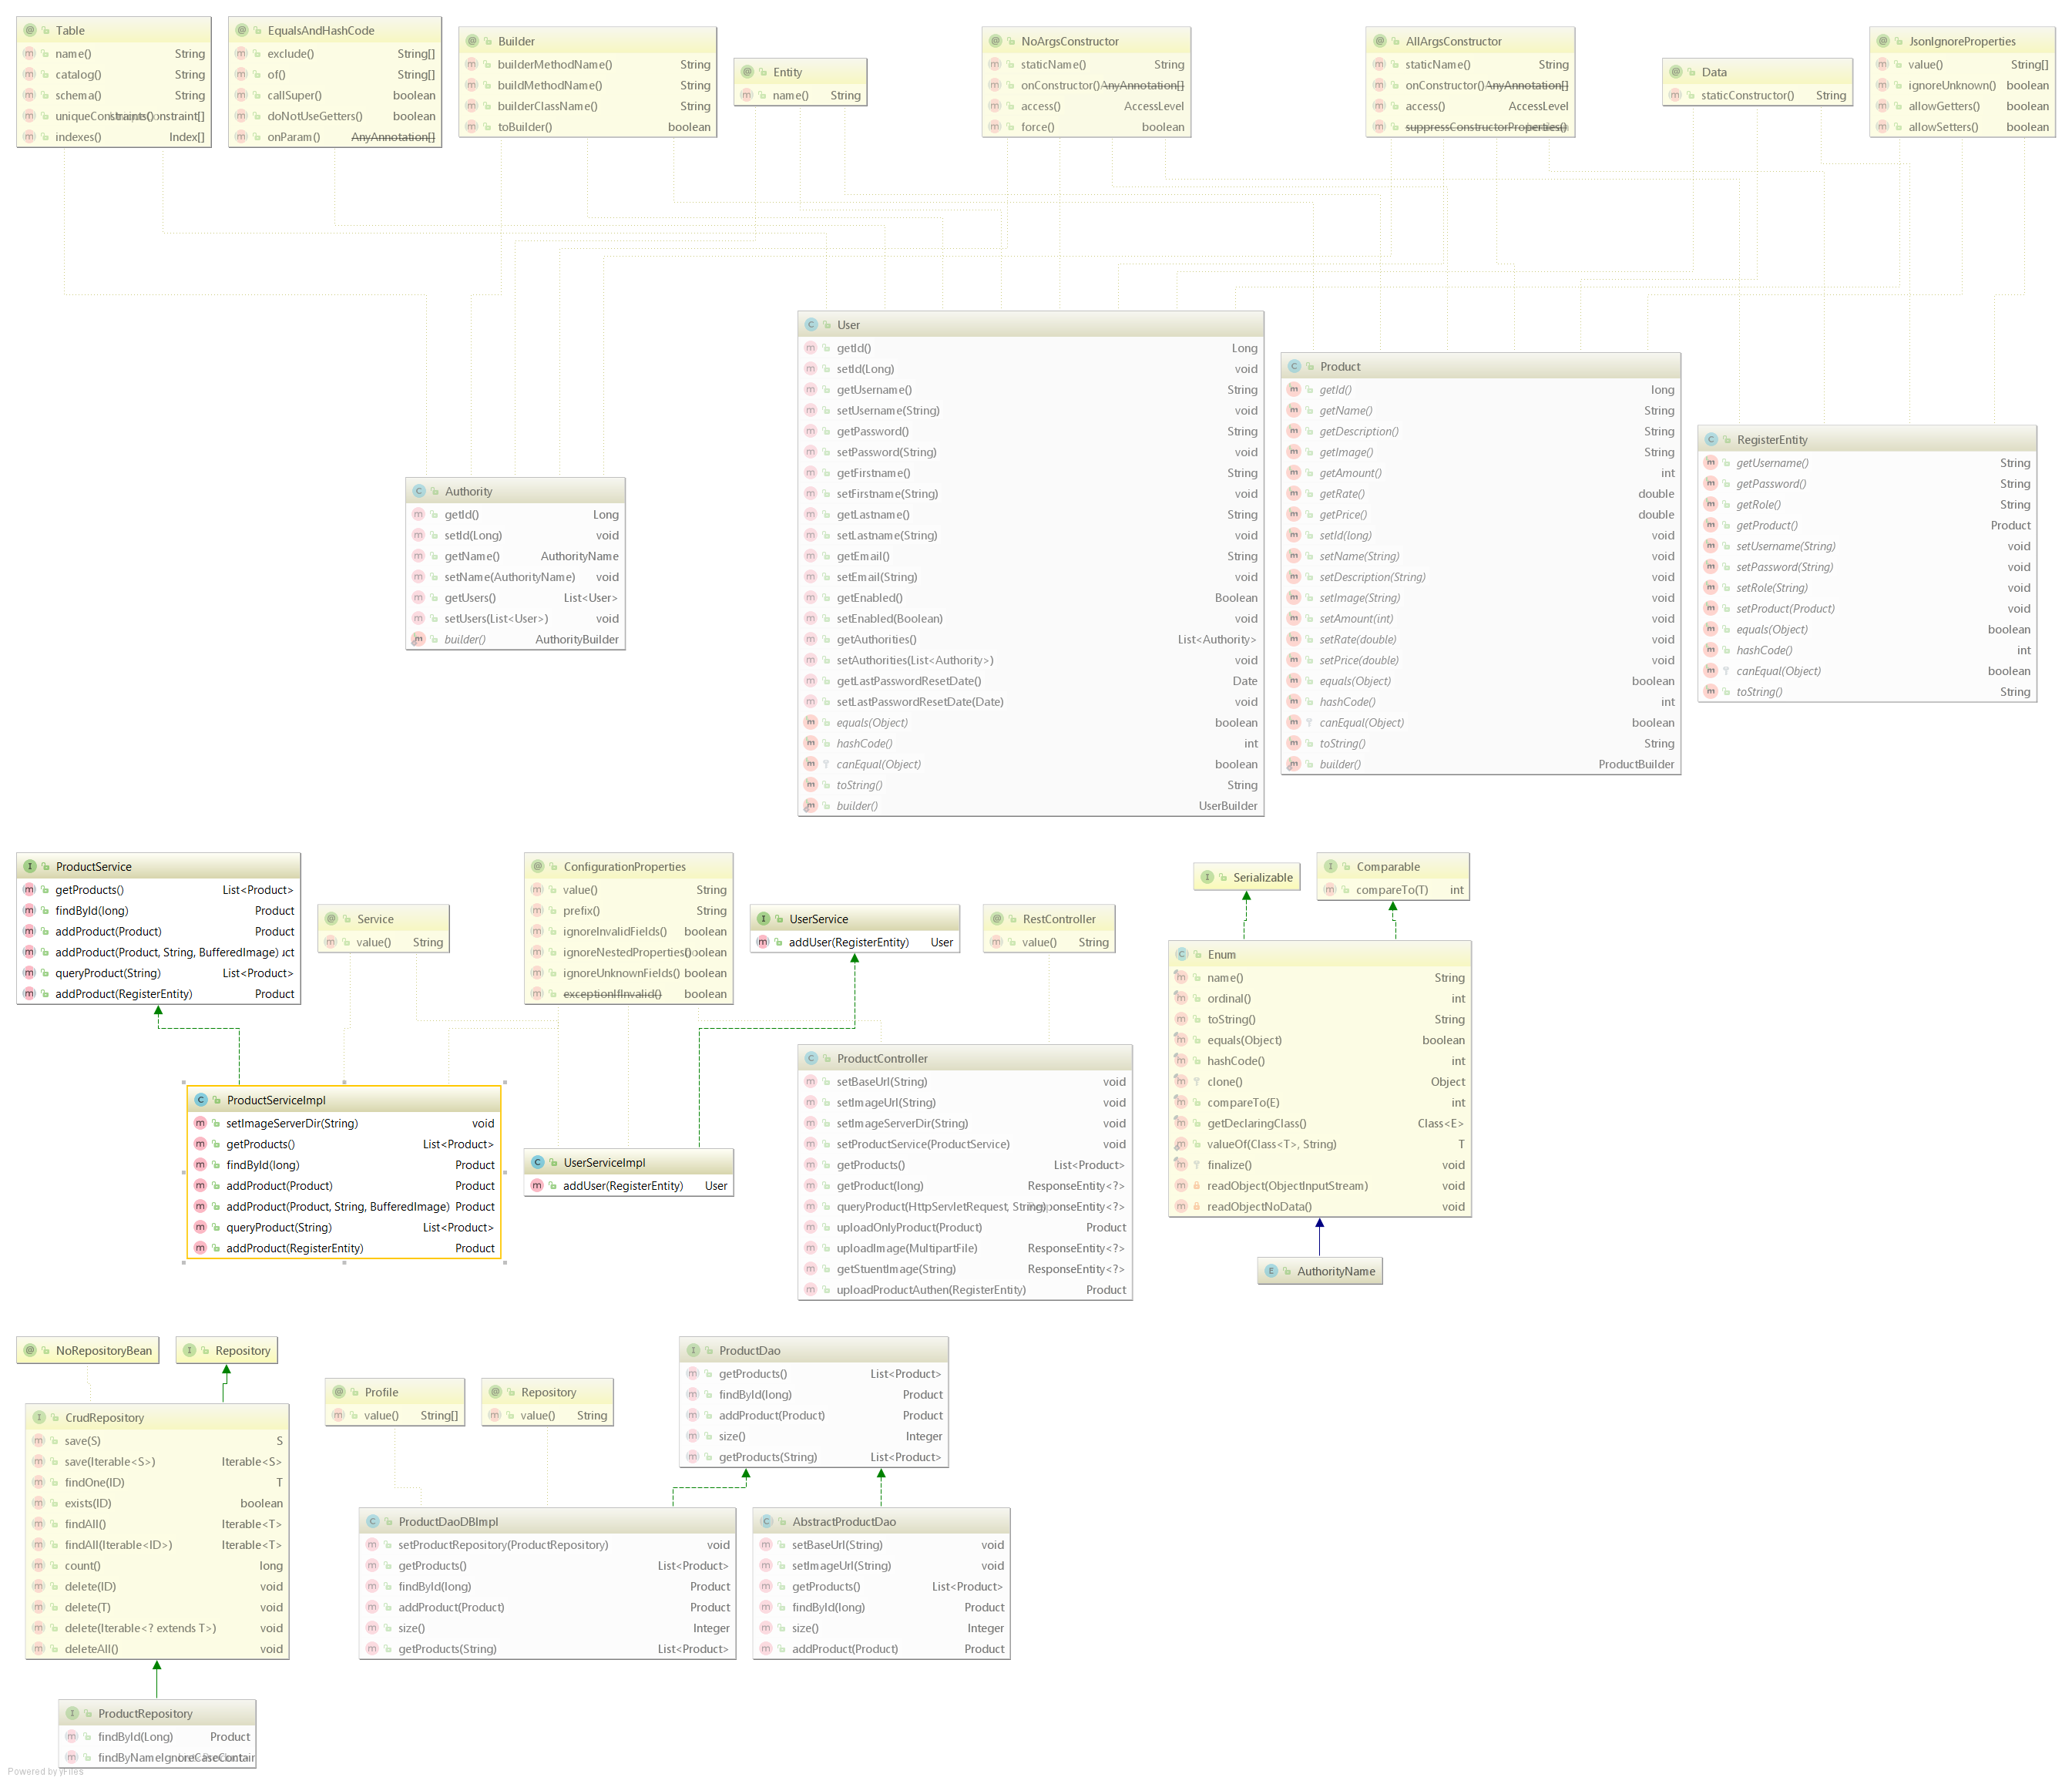 Table
name() String
catalog() String
schema() String
uniqueConstraints()
indexes() Index[]
EqualsAndHashCode
exclude() String[]
of() String[]
callSuper() boolean
doNotUseGetters() boolean
onParam() AnyAnnotation[]
Builder
builderMethodName() String
buildMethodName() String
builderClassName() String
toBuilder() boolean
Entity
name() String
NoArgsConstructor
staticName() String
onConstructor() AnyAnnotation[]
access() AccessLevel
force() boolean
AllArgsConstructor
staticName() String
onConstructor() AnyAnnotation[]
access() AccessLevel
suppressConstructorProperties()
Data
staticConstructor() String
JsonIgnoreProperties
value() String[]
ignoreUnknown() boolean
allowGetters() boolean
allowSetters() boolean
Authority
getId() Long
setId(Long) void
getName() AuthorityName
setName(AuthorityName) void
getUsers() List<User>
setUsers(List<User>) void
builder() AuthorityBuilder
User
getId() Long
setId(Long) void
getUsername() String
setUsername(String) void
getPassword() String
setPassword(String) void
getFirstname() String
setFirstname(String) void
getLastname() String
setLastname(String) void
getEmail() String
setEmail(String) void
getEnabled() Boolean
setEnabled(Boolean) void
getAuthorities() List<Authority>
setAuthorities(List<Authority>) void
getLastPasswordResetDate() Date
setLastPasswordResetDate(Date) void
equals(Object) boolean
hashCode() int
canEqual(Object) boolean
toString() String
builder() UserBuilder
Product
getId() long
getName() String
getDescription() String
getImage() String
getAmount() int
getRate() double
getPrice() double
setId(long) void
setName(String) void
setDescription(String) void
setImage(String) void
setAmount(int) void
setRate(double) void
setPrice(double) void
equals(Object) boolean
hashCode() int
canEqual(Object) boolean
toString() String
builder() ProductBuilder
RegisterEntity
getUsername() String
getPassword() String
getRole() String
getProduct() Product
setUsername(String) void
setPassword(String) void
setRole(String) void
setProduct(Product) void
equals(Object) boolean
hashCode() int
canEqual(Object) boolean
toString() String
ProductService
getProducts() List<Product>
findById(long) Product
addProduct(Product) Product
addProduct(Product, String, BufferedImage) uct
queryProduct(String) List<Product>
addProduct(RegisterEntity) Product
Service
value() String
ConfigurationProperties
value() String
prefix() String
ignoreInvalidFields() boolean
ignoreNestedProperties() boolean
ignoreUnknownFields() boolean
exceptionIfInvalid() boolean
UserService
addUser(RegisterEntity) User
RestController
value() String
Serializable
Comparable
compareTo(T) int
Enum
name() String
ordinal() int
toString() String
equals(Object) boolean
hashCode() int
clone() Object
compareTo(E) int
getDeclaringClass() Class<E>
valueOf(Class<T>, String) T
finalize() void
readObject(ObjectInputStream) void
readObjectNoData() void
ProductServiceImpl
setImageServerDir(String) void
getProducts() List<Product>
findById(long) Product
addProduct(Product) Product
addProduct(Product, String, BufferedImage) Product
queryProduct(String) List<Product>
addProduct(RegisterEntity) Product
UserServiceImpl
addUser(RegisterEntity) User
ProductController
setBaseUrl(String) void
setImageUrl(String) void
setImageServerDir(String) void
setProductService(ProductService) void
getProducts() List<Product>
getProduct(long) ResponseEntity<?>
queryProduct(HttpServletRequest, String) ponseEntity<?>
uploadOnlyProduct(Product) Product
uploadImage(MultipartFile) ResponseEntity<?>
getStuentImage(String) ResponseEntity<?>
uploadProductAuthen(RegisterEntity) Product
AuthorityName
NoRepositoryBean
Repository
CrudRepository
save(S) S
save(Iterable<S>) Iterable<S>
findOne(ID) T
exists(ID) boolean
findAll() Iterable<T>
findAll(Iterable<ID>) Iterable<T>
count() long
delete(ID) void
delete(T) void
delete(Iterable<? extends T>) void
deleteAll() void
Profile
value() String[]
Repository
value() String
ProductDao
getProducts() List<Product>
findById(long) Product
addProduct(Product) Product
size() Integer
getProducts(String) List<Product>
ProductDaoDBImpl
setProductRepository(ProductRepository) void
getProducts() List<Product>
findById(long) Product
addProduct(Product) Product
size() Integer
getProducts(String) List<Product>
AbstractProductDao
setBaseUrl(String) void
setImageUrl(String) void
getProducts() List<Product>
findById(long) Product
size() Integer
addProduct(Product) Product
ProductRepository
findById(Long) Product
findByNameIgnoreCaseContain
Powered by yFiles